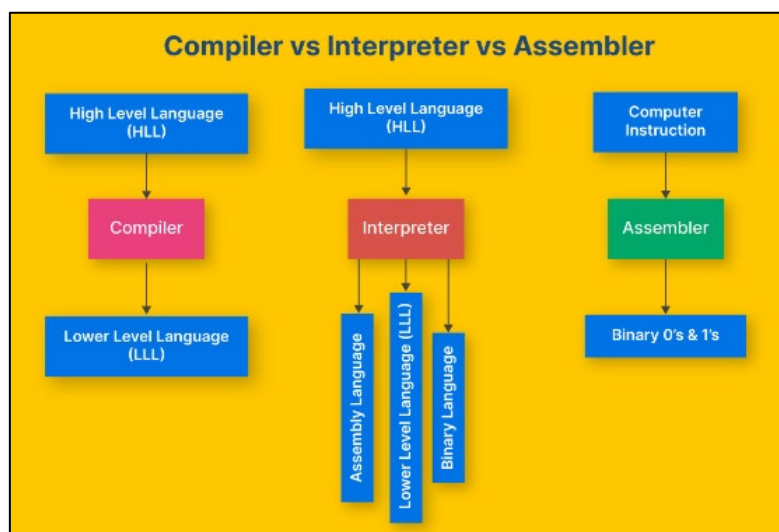 Compiler vs Interpreter vs Assembler
High Level Language
(HLL)
Compiler
Lower Level Language
(LLL)
High Level Language
(HLL)
Interpreter
Assembly Language
Lower Level Language (LLL)
Binary Language
Computer
Instruction
Assembler
Binary 0's & 1's